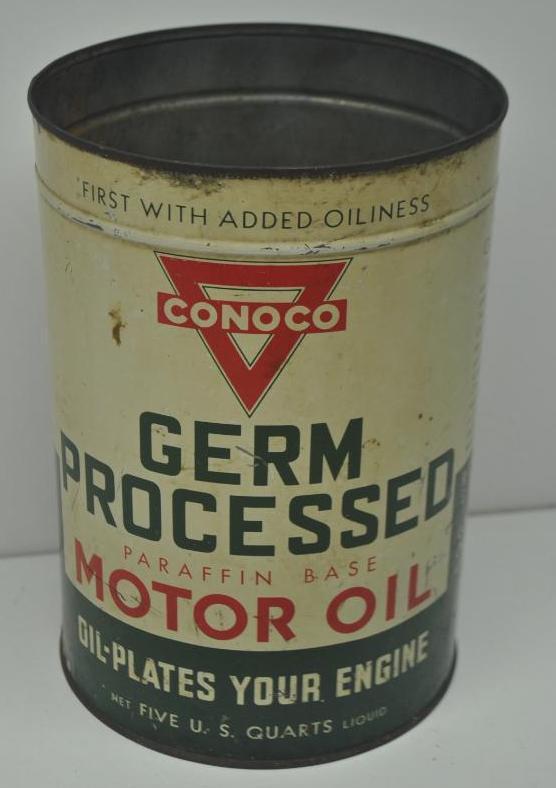 FIRST WITH ADDED OILINESS
CONOCO
GERM
PROCESSED
PARAFFIN BASE
MOTOR OIL
OIL-PLATES YOUR ENGINE
NET FIVE U.S. QUARTS LIQUID